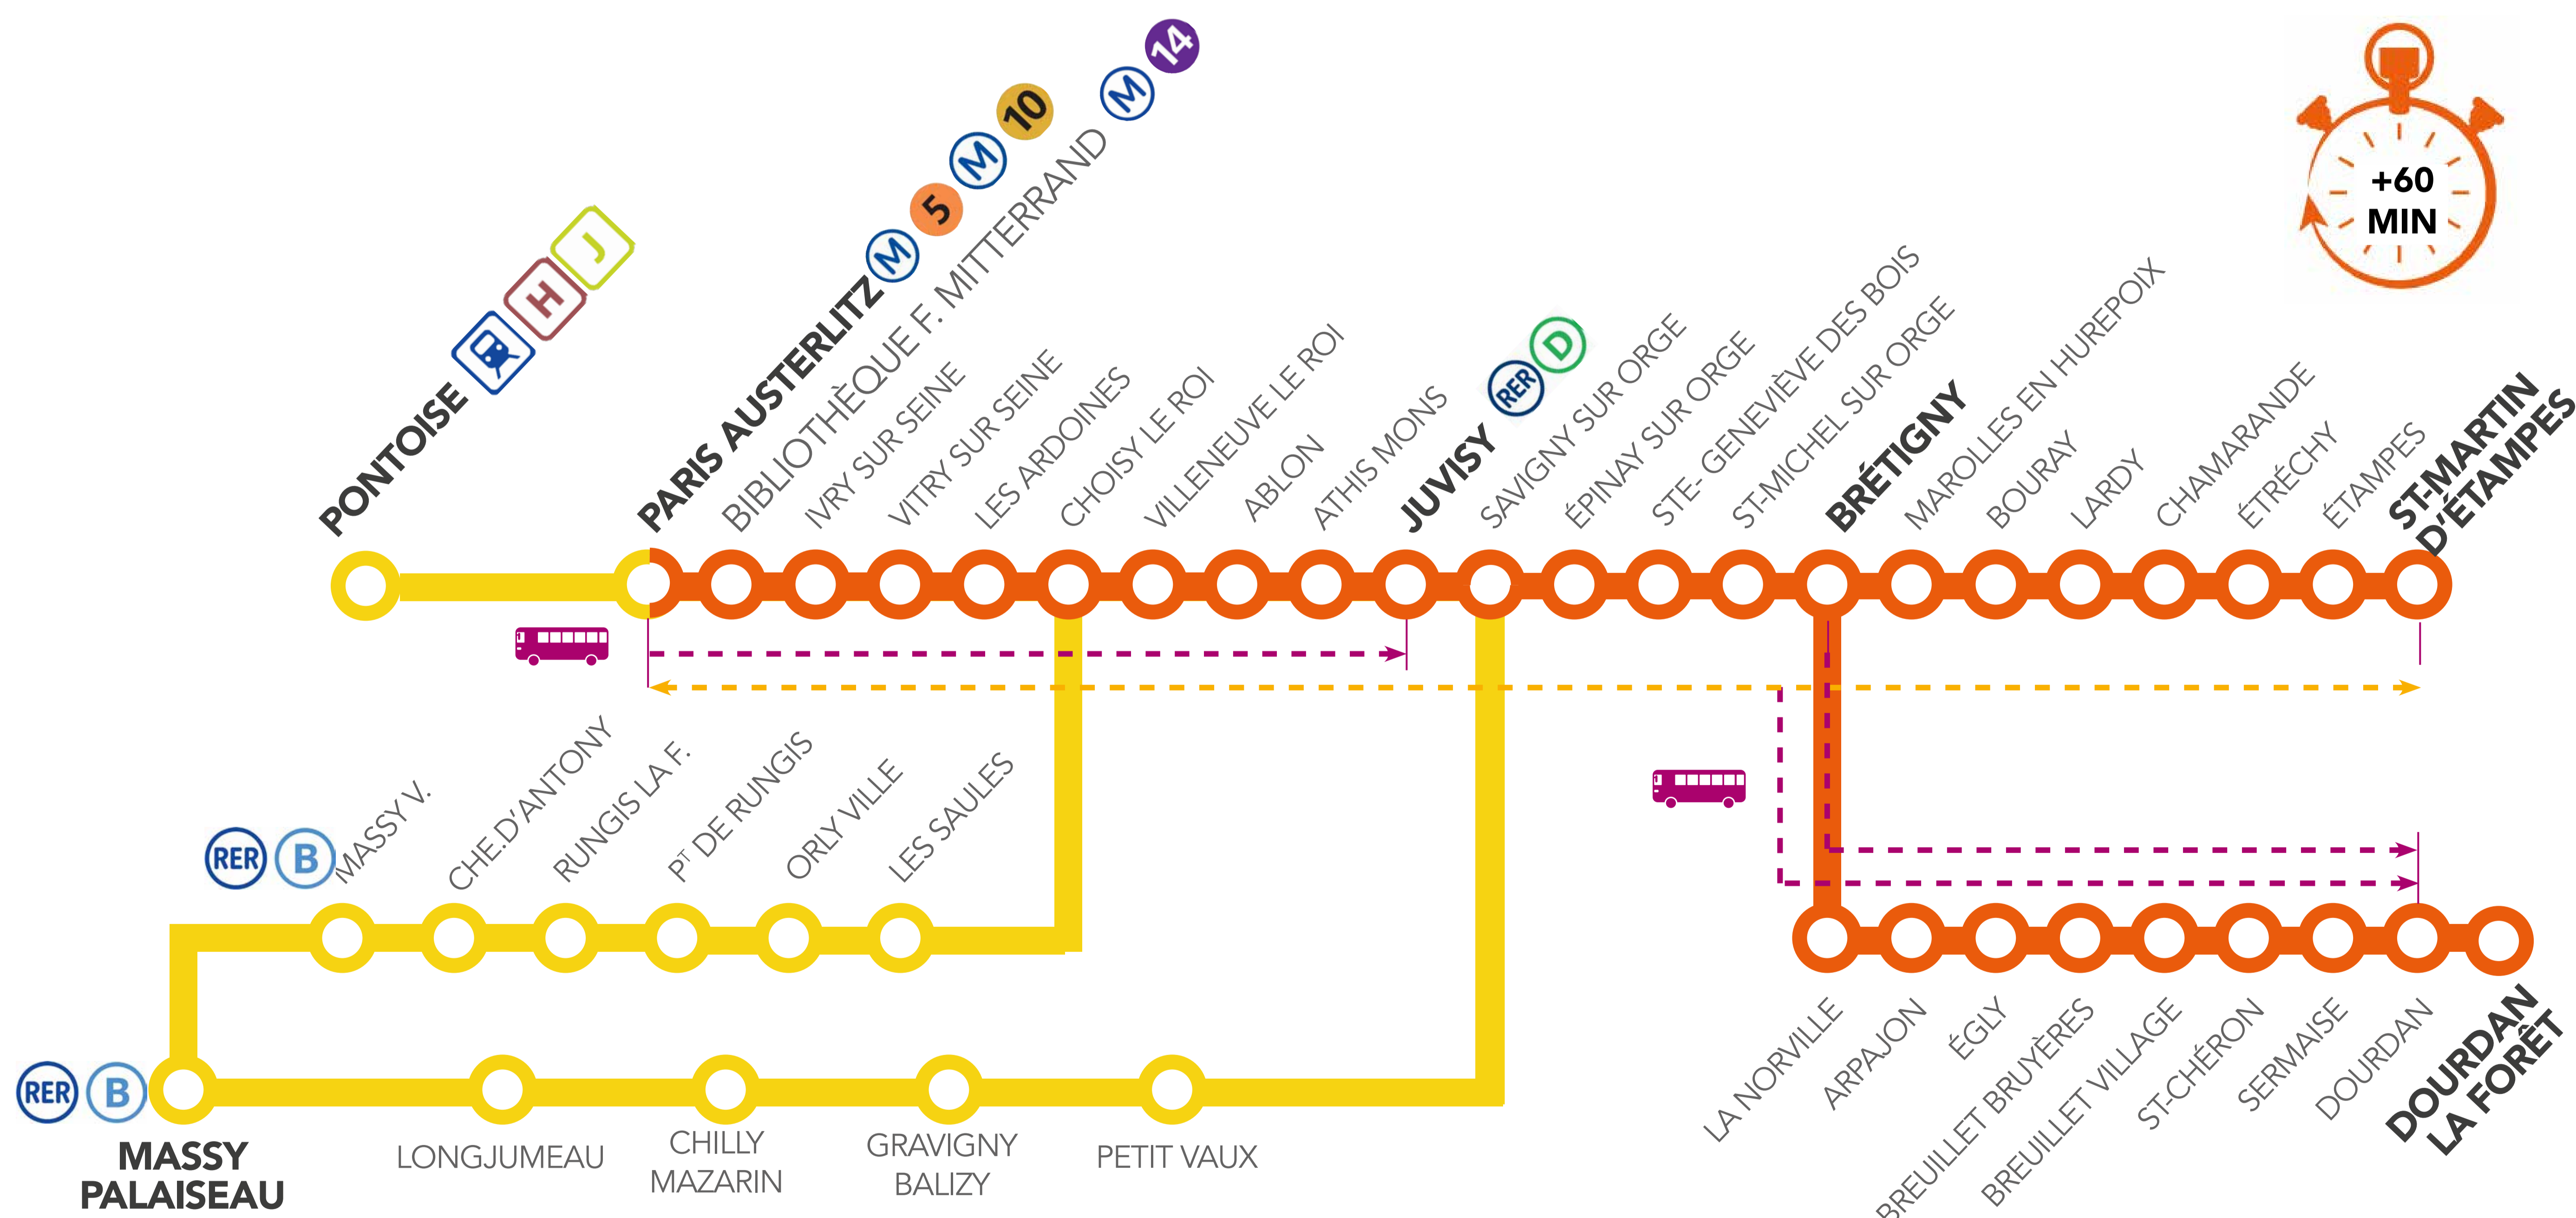 PONTOISE
H
J
PARIS AUSTERLITZ
M
5
M
10
BIBLIOTHÈQUE F. MITTERRAND
M
14
IVRY SUR SEINE
VITRY SUR SEINE
LES ARDOINES
CHOISY LE ROI
VILLENEUVE LE ROI
ABLON
ATHIS MONS
JUVISY
RER
D
SAVIGNY SUR ORGE
ÉPINAY SUR ORGE
STE- GENEVIÈVE DES BOIS
ST-MICHEL SUR ORGE
BRÉTIGNY
MAROLLES EN HUREPOIX
BOURAY
LARDY
CHAMARANDE
ÉTRÉCHY
ÉTAMPES
ST-MARTIN
D'ÉTAMPES
+60
MIN
RER
B
MASSY V.
CHE.D'ANTONY
RUNGIS LA F.
PT DE RUNGIS
ORLY VILLE
LES SAULES
RER
B
MASSY
PALAISEAU
LONGJUMEAU
CHILLY
MAZARIN
GRAVIGNY
BALIZY
PETIT VAUX
LA NORVILLE
ARPAJON
ÉGLY
BREUILLET BRUYÈRES
BREUILLET VILLAGE
ST-CHÉRON
SERMAISE
DOURDAN
DOURDAN
LA FORÊT